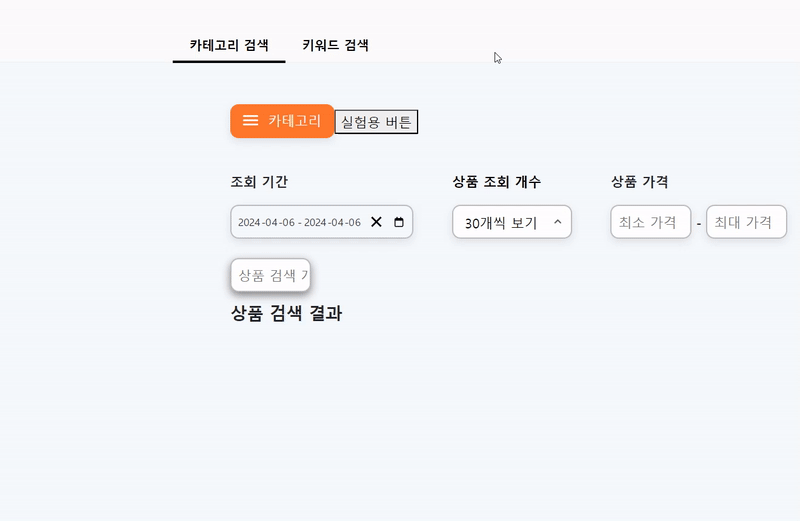 카테고리 검색 키워드 검색
카테고리 실험용 버튼
조회 기간 상품 조회 개수 상품 가격
2024-04-06 - 2024-04-06 30개씩 보기 최소 가격 - 최대 가격
상품 검색
상품 검색 결과